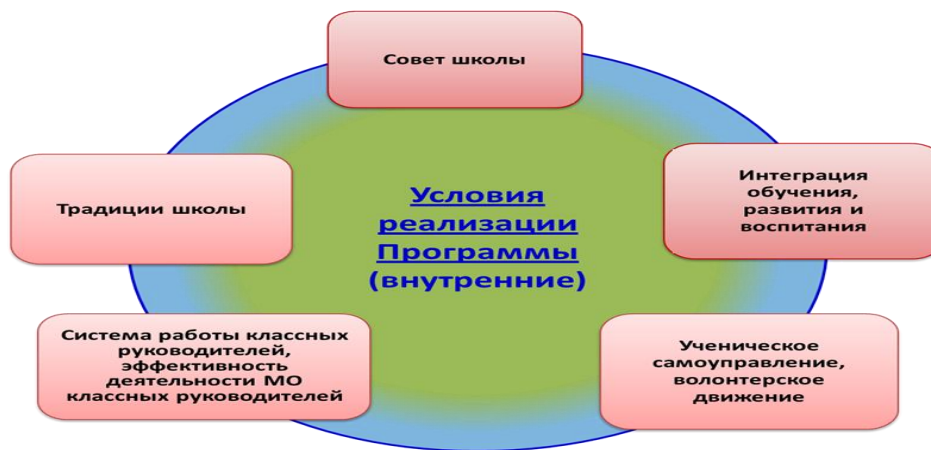 Совет школы
Традиции школы
Условия
реализации
Программы
(внутренние)
Интеграция
обучения,
развития и
воспитания
Система работы классных
руководителей,
эффективность
деятельности МО
классных руководителей
Ученическое
самоуправление,
волонтерское
движение